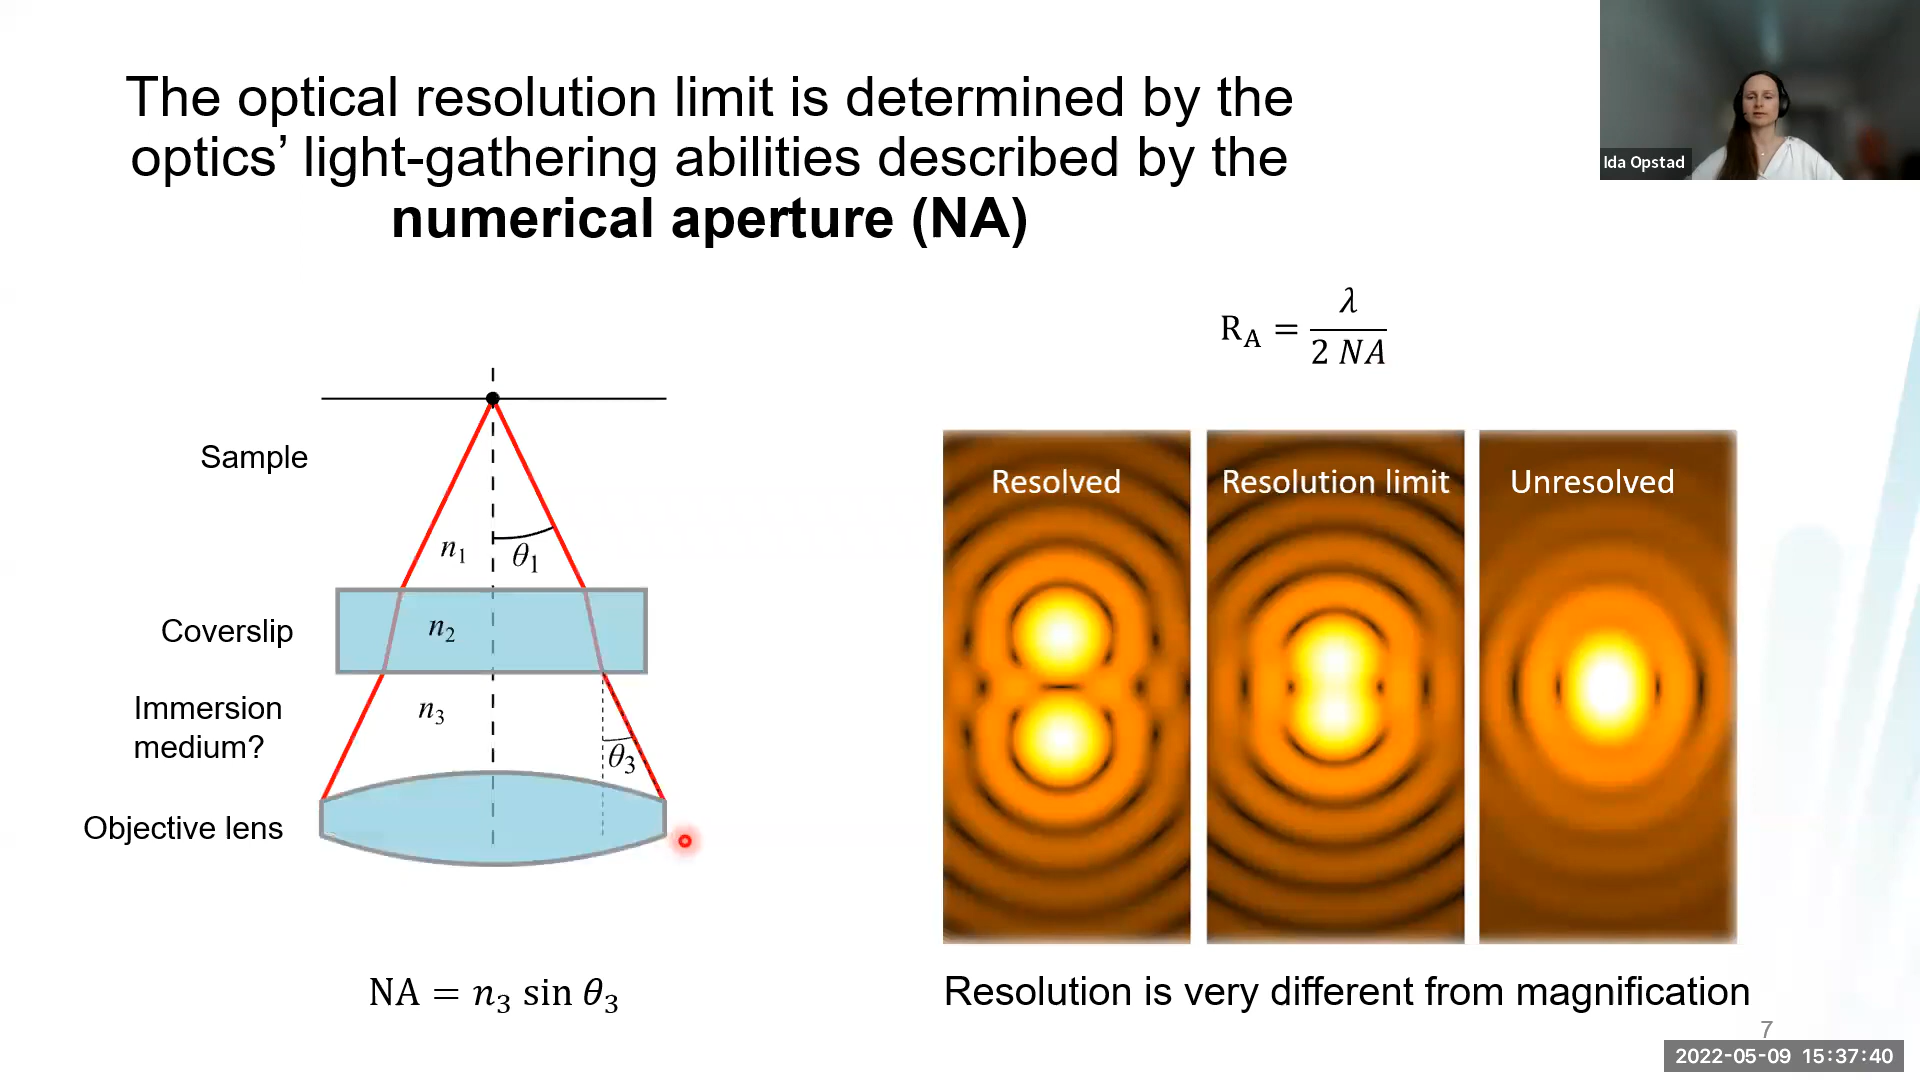 The optical resolution limit is determined by the
optics’ light-gathering abilities described by the
numerical aperture (NA)
Ida Opstad
R_A = λ / 2 NA
Sample
n₁
θ₁
Coverslip
n₂
Immersion
medium?
n₃
θ₃
Objective lens
NA = n₃ sin θ₃
Resolved
Resolution limit
Unresolved
Resolution is very different from magnification
7
2022-05-09 15:37:40